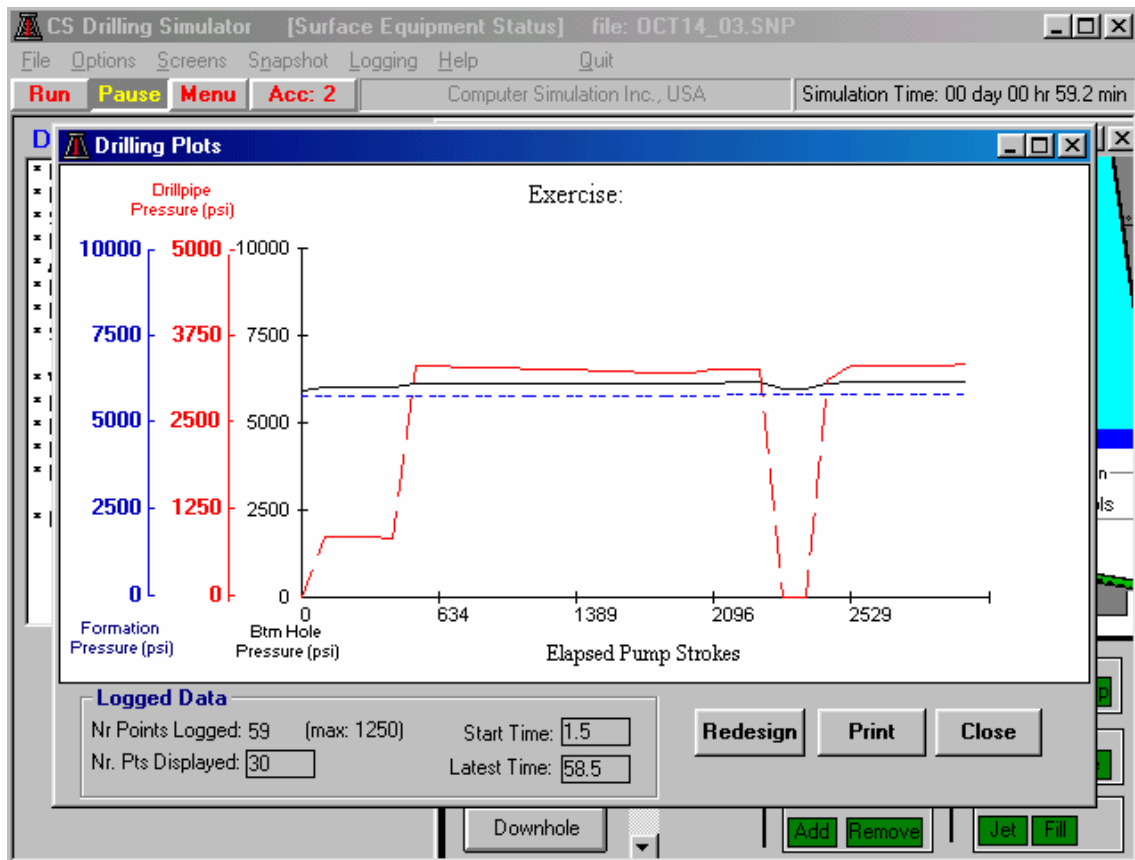 CS Drilling Simulator [Surface Equipment Status] file: OCT14_03.SNP
File Options Screens Snapshot Logging Help Quit
Run Pause Menu Acc: 2 Computer Simulation Inc., USA Simulation Time: 00 day 00 hr 59.2 min
D
Drilling Plots
Exercise:
Drillpipe
Pressure (psi)
10000 5000 10000
7500 3750 7500
5000 2500 5000
2500 1250 2500
0 0 0
0 634 1389 2096 2529
Formation
Pressure (psi)
Btm Hole
Pressure (psi)
Elapsed Pump Strokes
Logged Data
Nr Points Logged: 59 (max: 1250)
Nr. Pts Displayed: 30
Start Time: 1.5
Latest Time: 58.5
Redesign Print Close
Downhole
Add Remove
Jet Fill